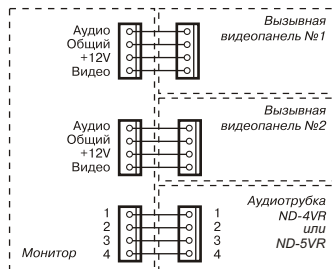 Аудио
Общий
+12V
Видео
Вызывная
видеопанель №1
Аудио
Общий
+12V
Видео
Вызывная
видеопанель №2
1
2
3
4
1
2
3
4
Аудиотрубка
ND-4VR
или
ND-5VR
Монитор